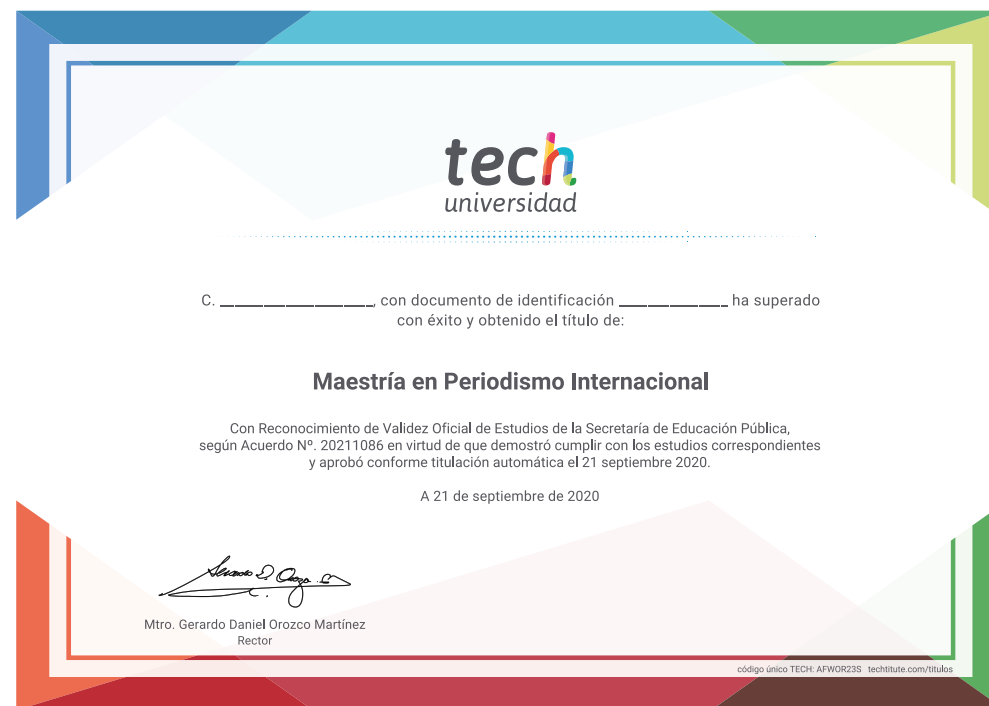 tech
universidad
C. ____________________, con documento de identificación ______________ ha superado
con éxito y obtenido el título de:
Maestría en Periodismo Internacional
Con Reconocimiento de Validez Oficial de Estudios de la Secretaría de Educación Pública,
según Acuerdo Nº. 20211086 en virtud de que demostró cumplir con los estudios correspondientes
y aprobó conforme titulación automática el 21 septiembre 2020.
A 21 de septiembre de 2020
Mtro. Gerardo Daniel Orozco Martínez
Rector
código único TECH: AFWOR23S techtitute.com/titulos